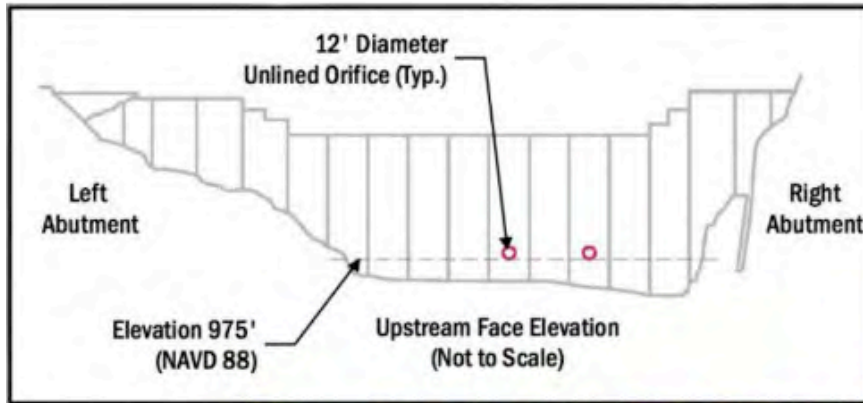 12' Diameter
Unlined Orifice (Typ.)
Left
Abutment
Right
Abutment
Elevation 975'
(NAVD 88)
Upstream Face Elevation
(Not to Scale)